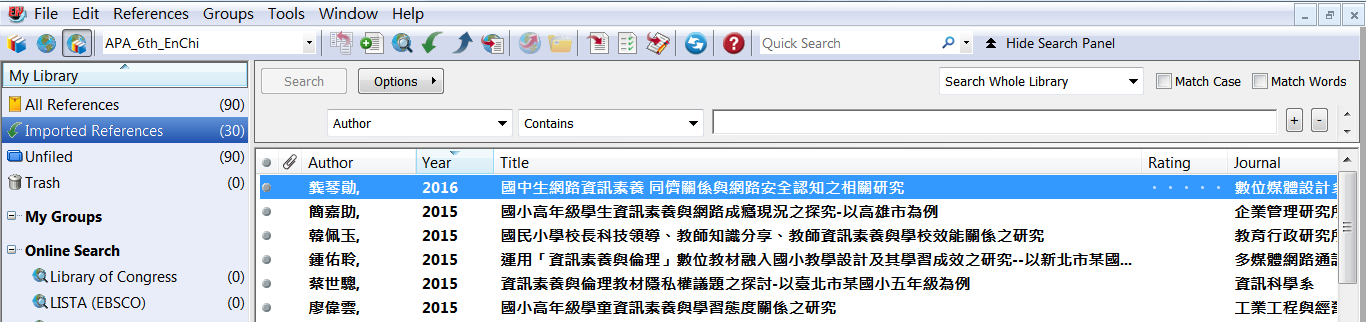 File Edit References Groups Tools Window Help
APA_6th_EnChi Quick Search Hide Search Panel
My Library
All References (90)
Imported References (30)
Unfiled (90)
Trash (0)
My Groups
Online Search
Library of Congress (0)
LISTA (EBSCO) (0)
Search Options Search Whole Library Match Case Match Words
Author Contains + -
Author Year Title Rating Journal
龔琴勛, 2016 國中生網路資訊素養 同儕關係與網路安全認知之相關研究 數位媒體設計系
簡嘉助, 2015 國小高年級學生資訊素養與網路成癮現況之探究-以高雄市為例 企業管理研究所
韓佩玉, 2015 國民小學校長科技領導、教師知識分享、教師資訊素養與學校效能關係之研究 教育行政研究所
鍾佑聆, 2015 運用「資訊素養與倫理」數位教材融入國小教學設計及其學習成效之研究--以新北市某國... 多媒體網路通訊
蔡世驄, 2015 資訊素養與倫理教材隱私權議題之探討-以臺北市某國小五年級為例 資訊科學系
廖偉雲, 2015 國小高年級學童資訊素養與學習態度關係之研究 工業工程與經營